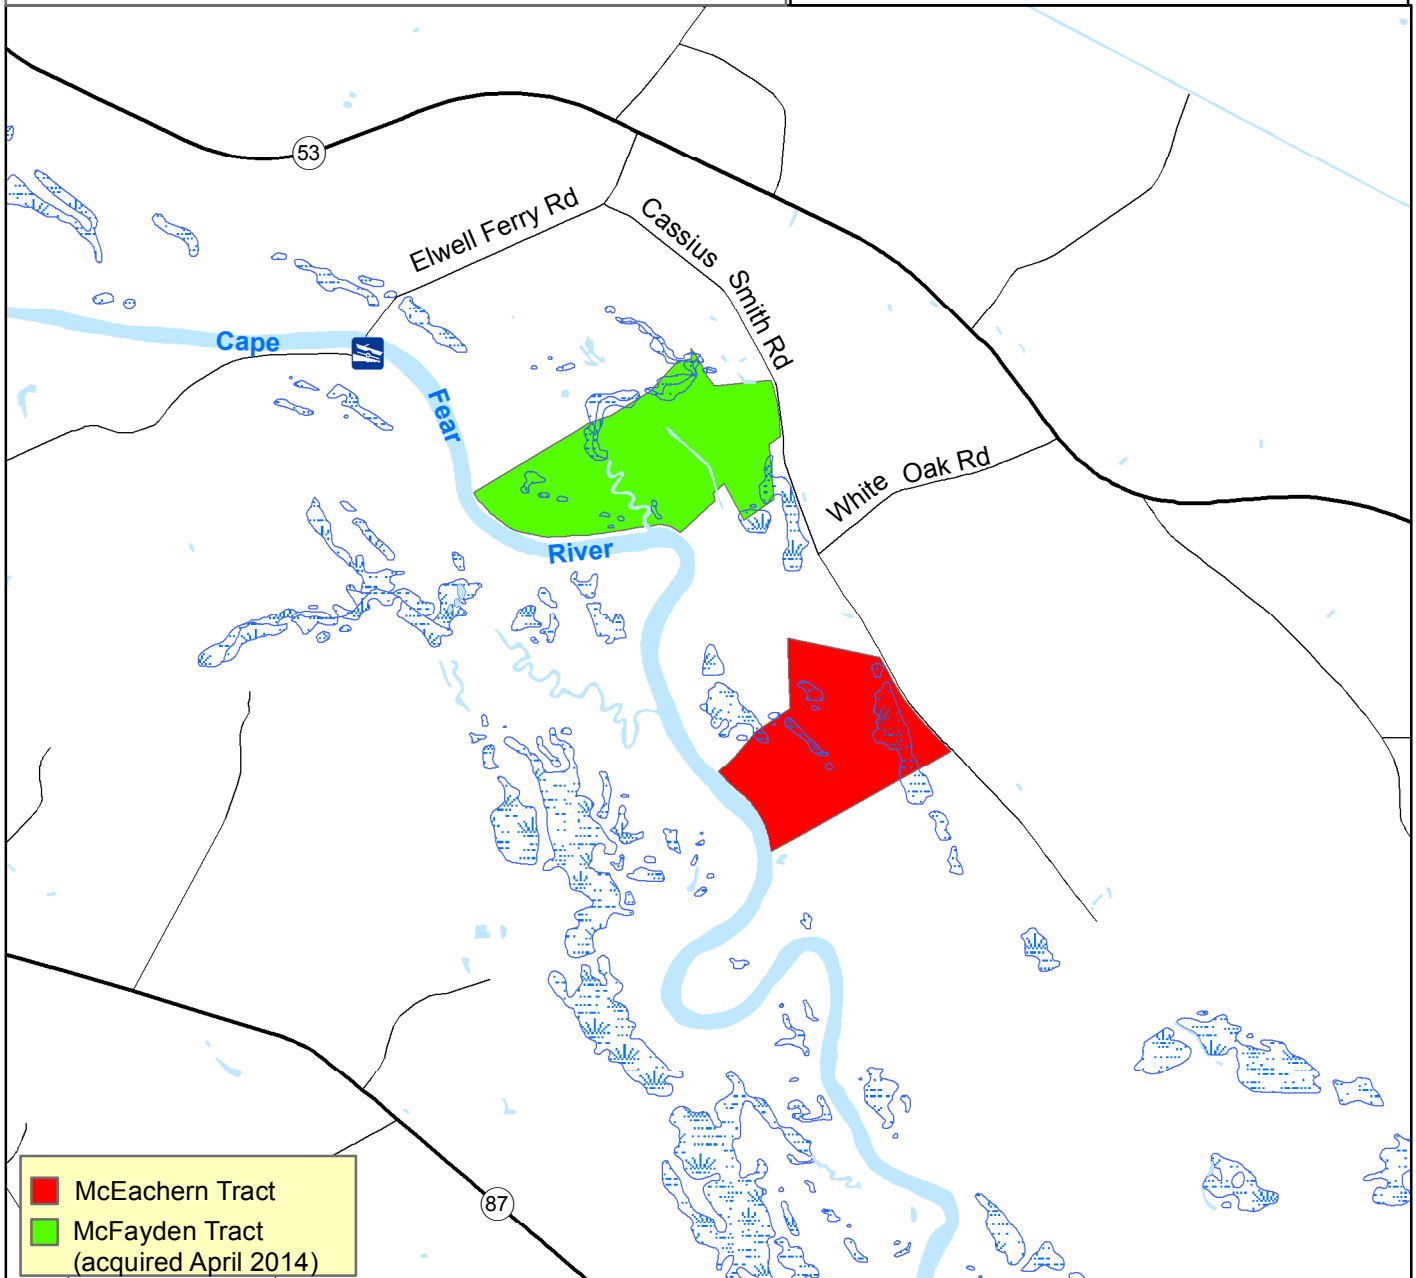 53
Elwell Ferry Rd
Cassius Smith Rd
Cape
Fear
River
White Oak Rd
87
McEachern Tract
McFayden Tract
(acquired April 2014)